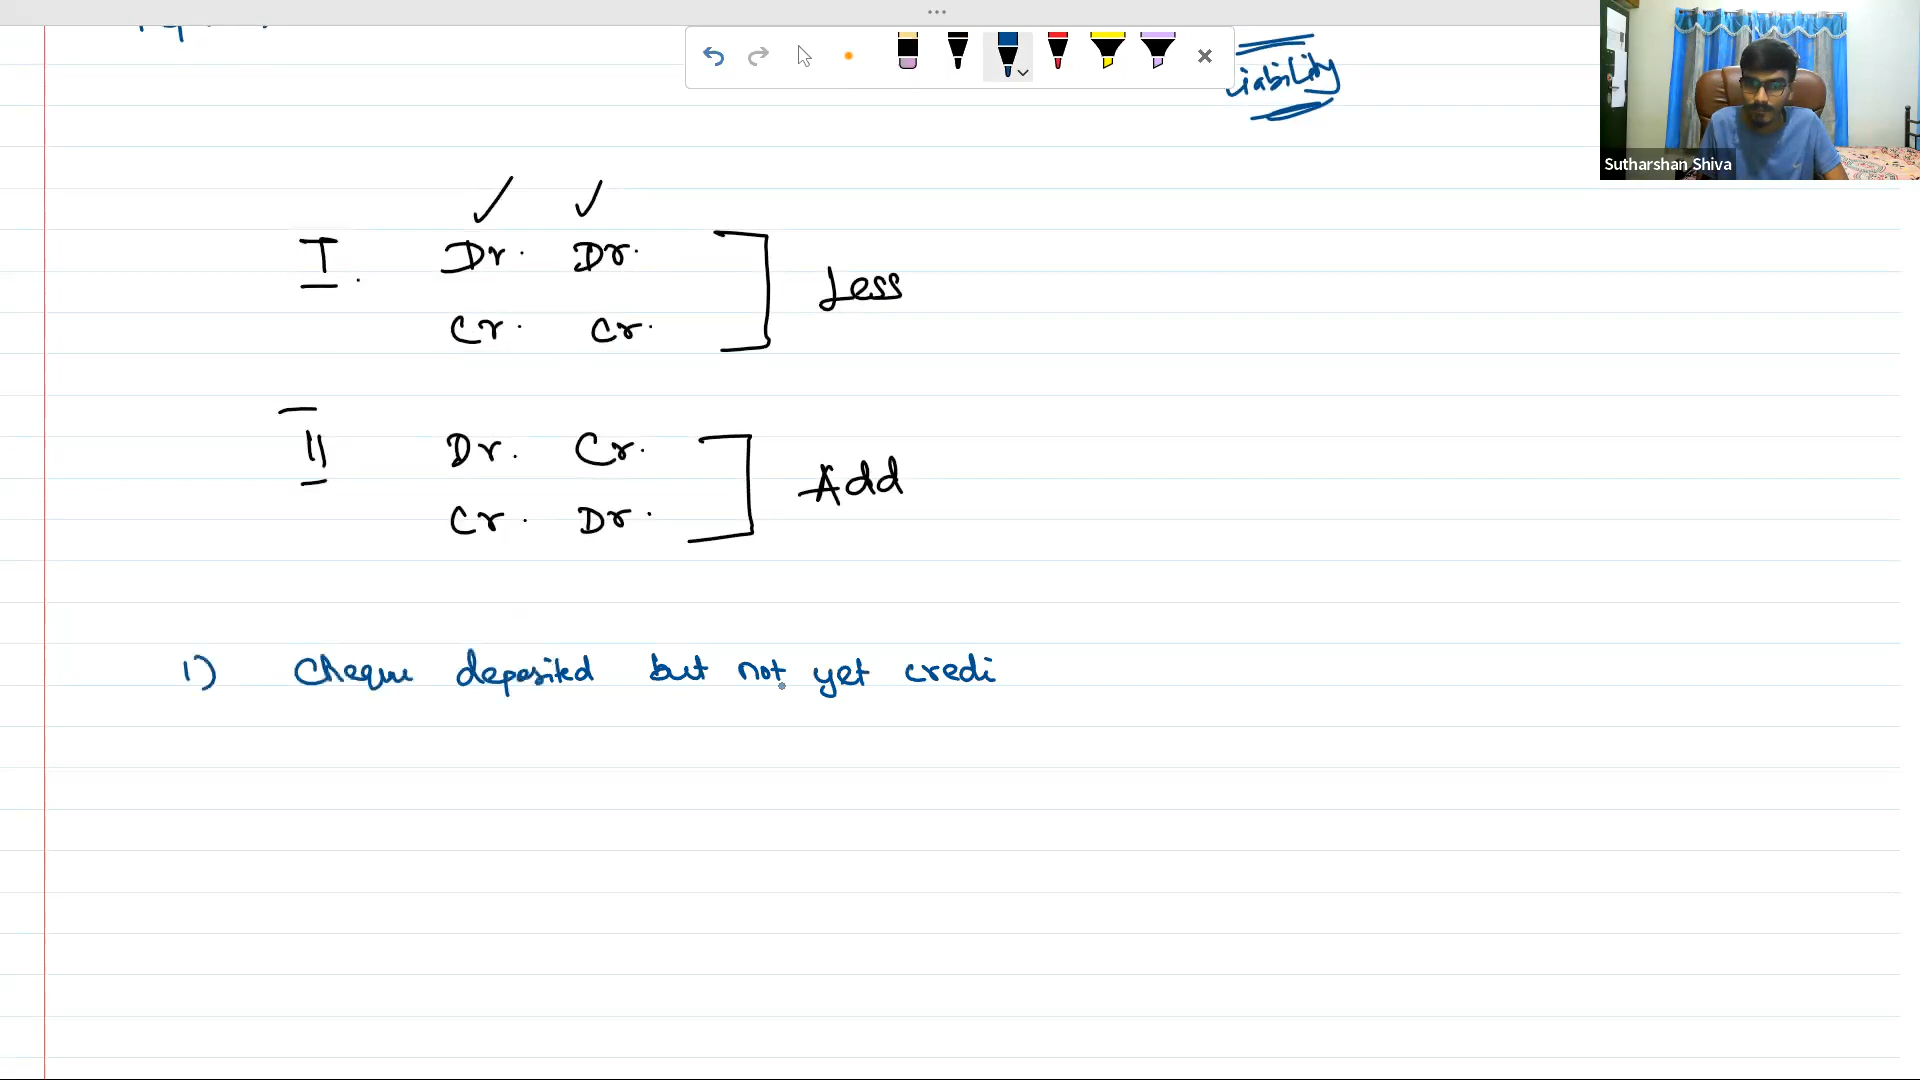 iability
Sutharshan Shiva
I. Dr. Dr.
Cr. Cr.
Less
II Dr. Cr.
Cr. Dr.
Add
1) Cheque deposited but not yet credi